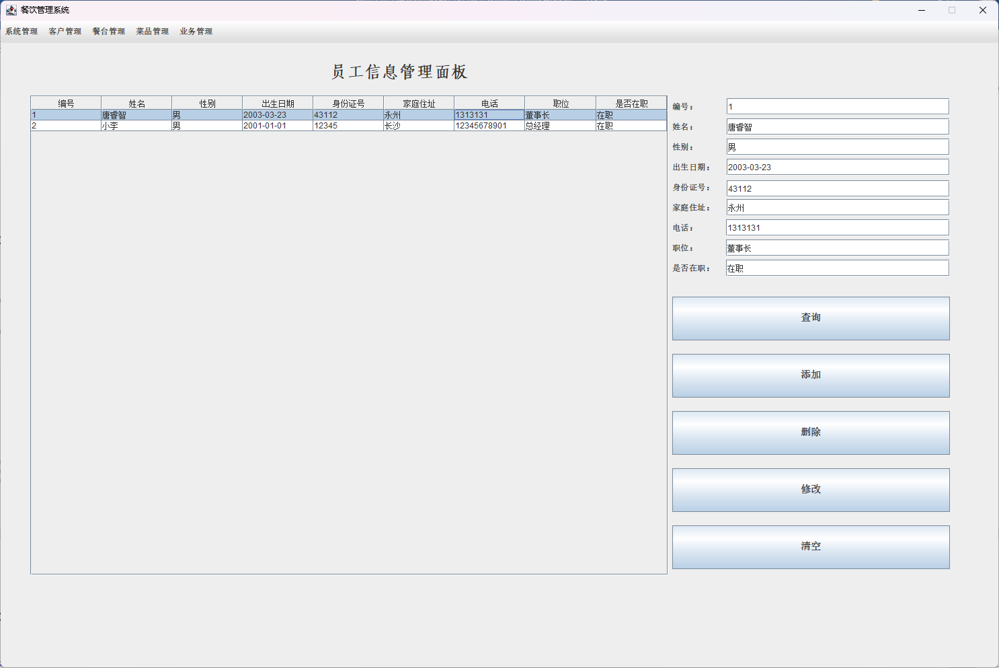 餐饮管理系统
系统管理 客户管理 餐台管理 菜品管理 业务管理
员工信息管理面板
编号 姓名 性别 出生日期 身份证号 家庭住址 电话 职位 是否在职
1 唐睿智 男 2003-03-23 43112 永州 1313131 董事长 在职
2 小李 男 2001-01-01 12345 长沙 12345678901 总经理 在职
编号： 1
姓名： 唐睿智
性别： 男
出生日期： 2003-03-23
身份证号： 43112
家庭住址： 永州
电话： 1313131
职位： 董事长
是否在职： 在职
查询
添加
删除
修改
清空